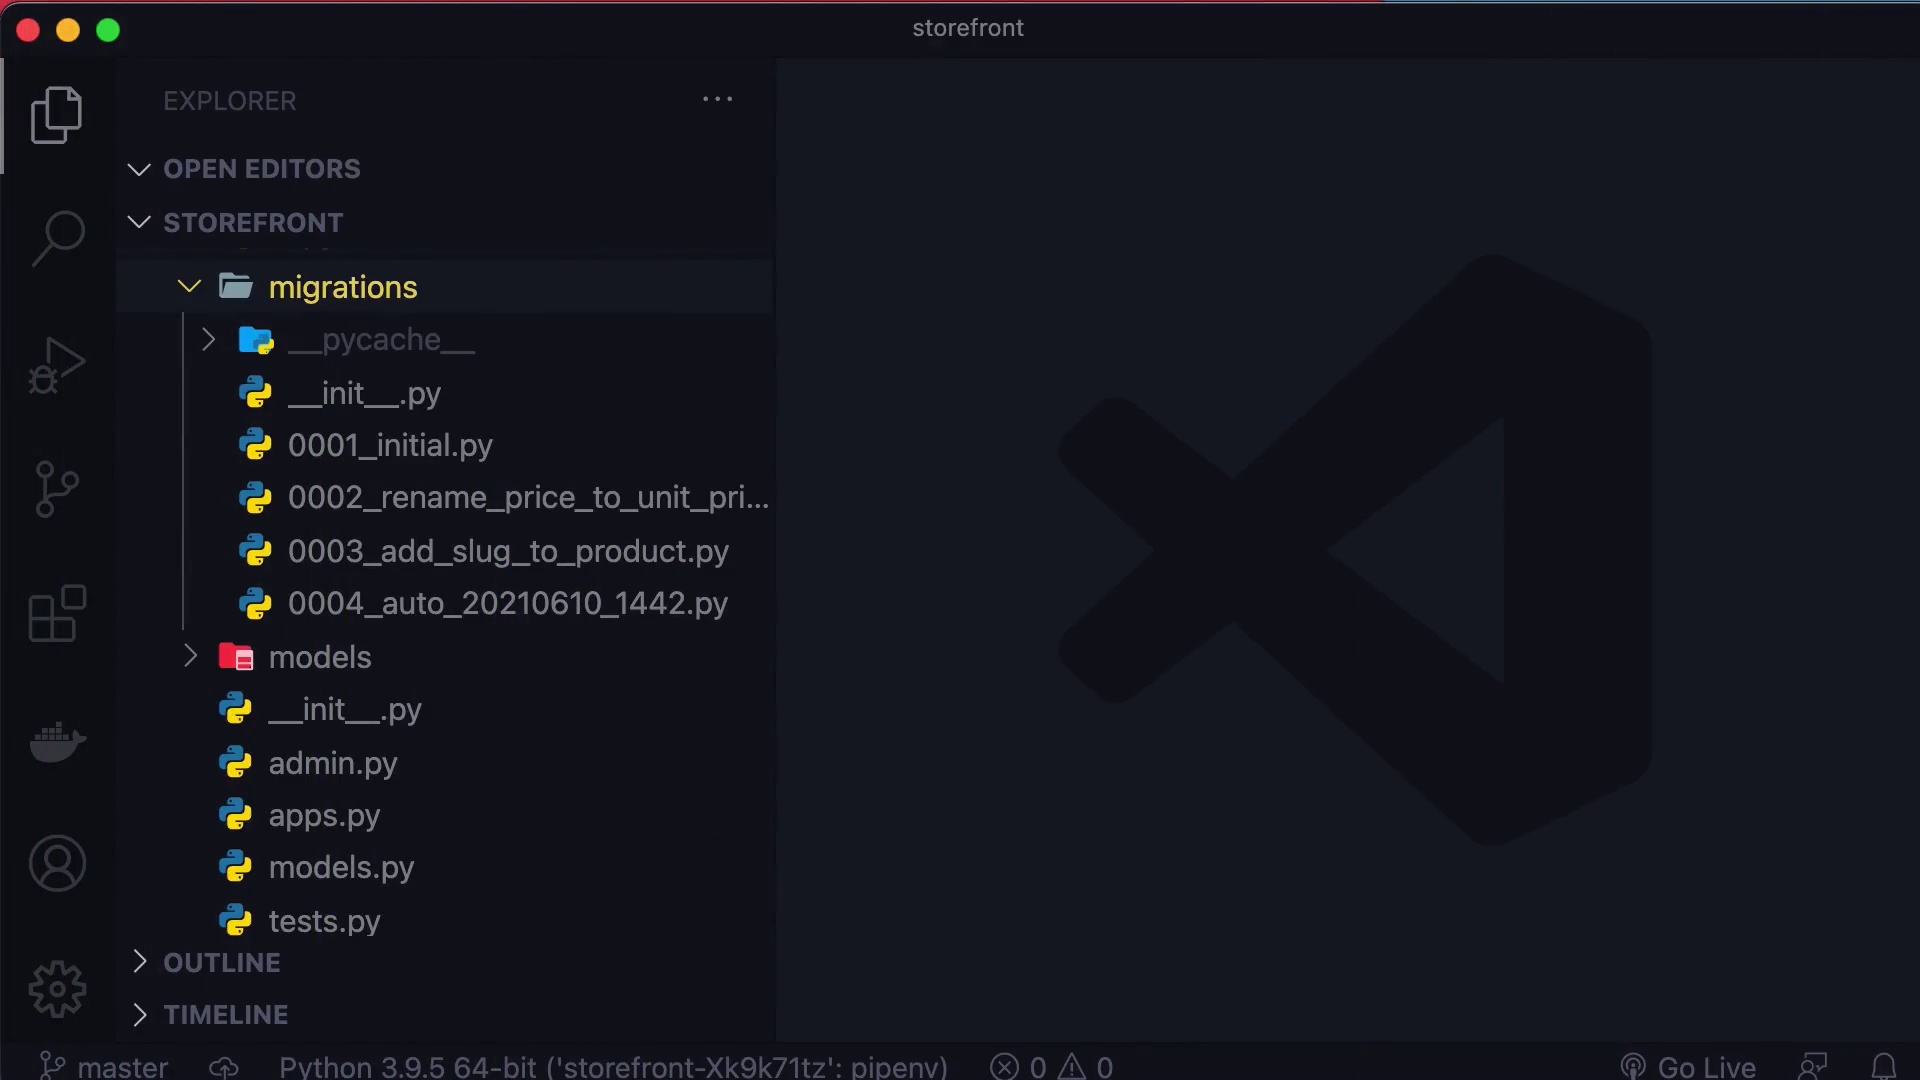 storefront
EXPLORER
OPEN EDITORS
STOREFRONT
migrations
__pycache__
__init__.py
0001_initial.py
0002_rename_price_to_unit_pri...
0003_add_slug_to_product.py
0004_auto_20210610_1442.py
models
__init__.py
admin.py
apps.py
models.py
tests.py
OUTLINE
TIMELINE
master Python 3.9.5 64-bit ('storefront-Xk9k71tz': pipenv) 0 0 Go Live